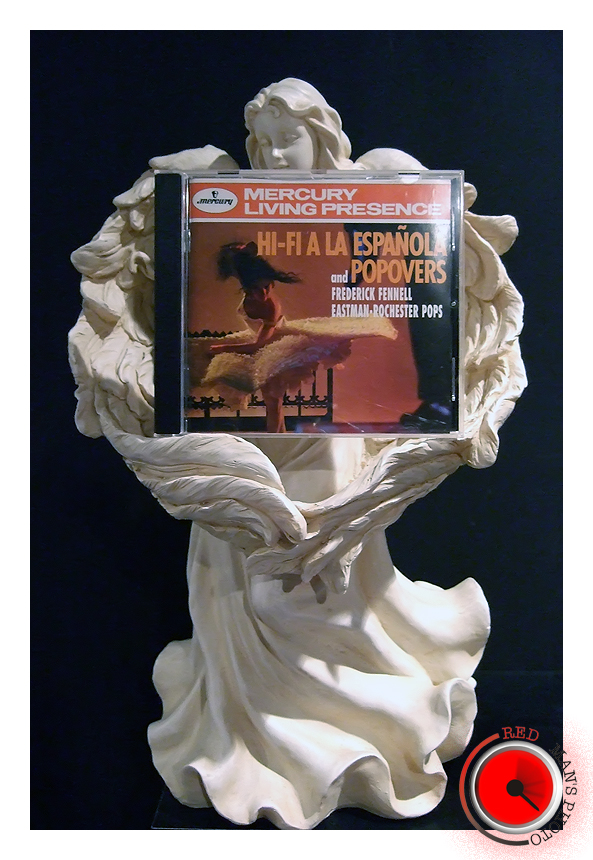 mercury
MERCURY
LIVING PRESENCE
HI-FI A LA ESPAÑOLA
and POPOVERS
FREDERICK FENNELL
EASTMAN-ROCHESTER POPS
RED MAN'S PHOTO